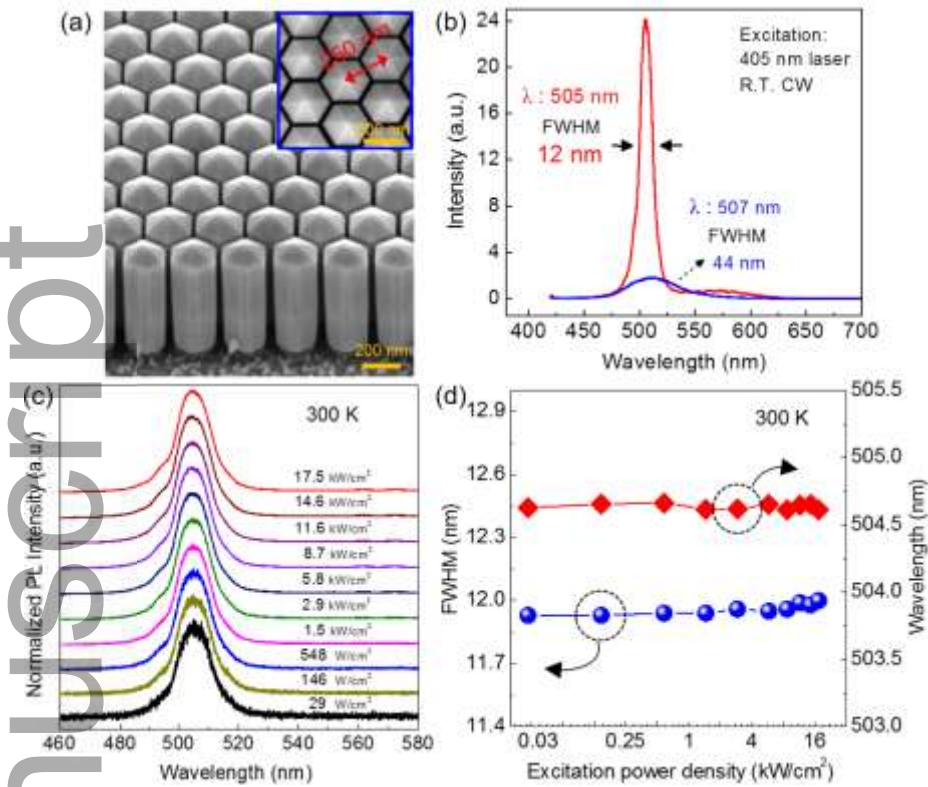 (a)
200 nm
nuscript
(b)
Intensity (a.u.)
24
20
16
12
8
4
0
λ : 505 nm
FWHM
12 nm
Excitation:
405 nm laser
R.T. CW
λ : 507 nm
FWHM
44 nm
400 450 500 550 600 650 700
Wavelength (nm)
(c)
Normalized PL Intensity (a.u.)
300 K
17.5 kW/cm²
14.6 kW/cm²
11.6 kW/cm²
8.7 kW/cm²
5.8 kW/cm²
2.9 kW/cm²
1.5 kW/cm²
548 W/cm²
146 W/cm²
29 W/cm²
460 480 500 520 540 560 580
Wavelength (nm)
(d)
FWHM (nm)
12.9
12.6
12.3
12.0
11.7
11.4
300 K
505.5
505.0
504.5
504.0
503.5
503.0
Wavelength (nm)
0.03 0.25 1 4 16
Excitation power density (kW/cm²)